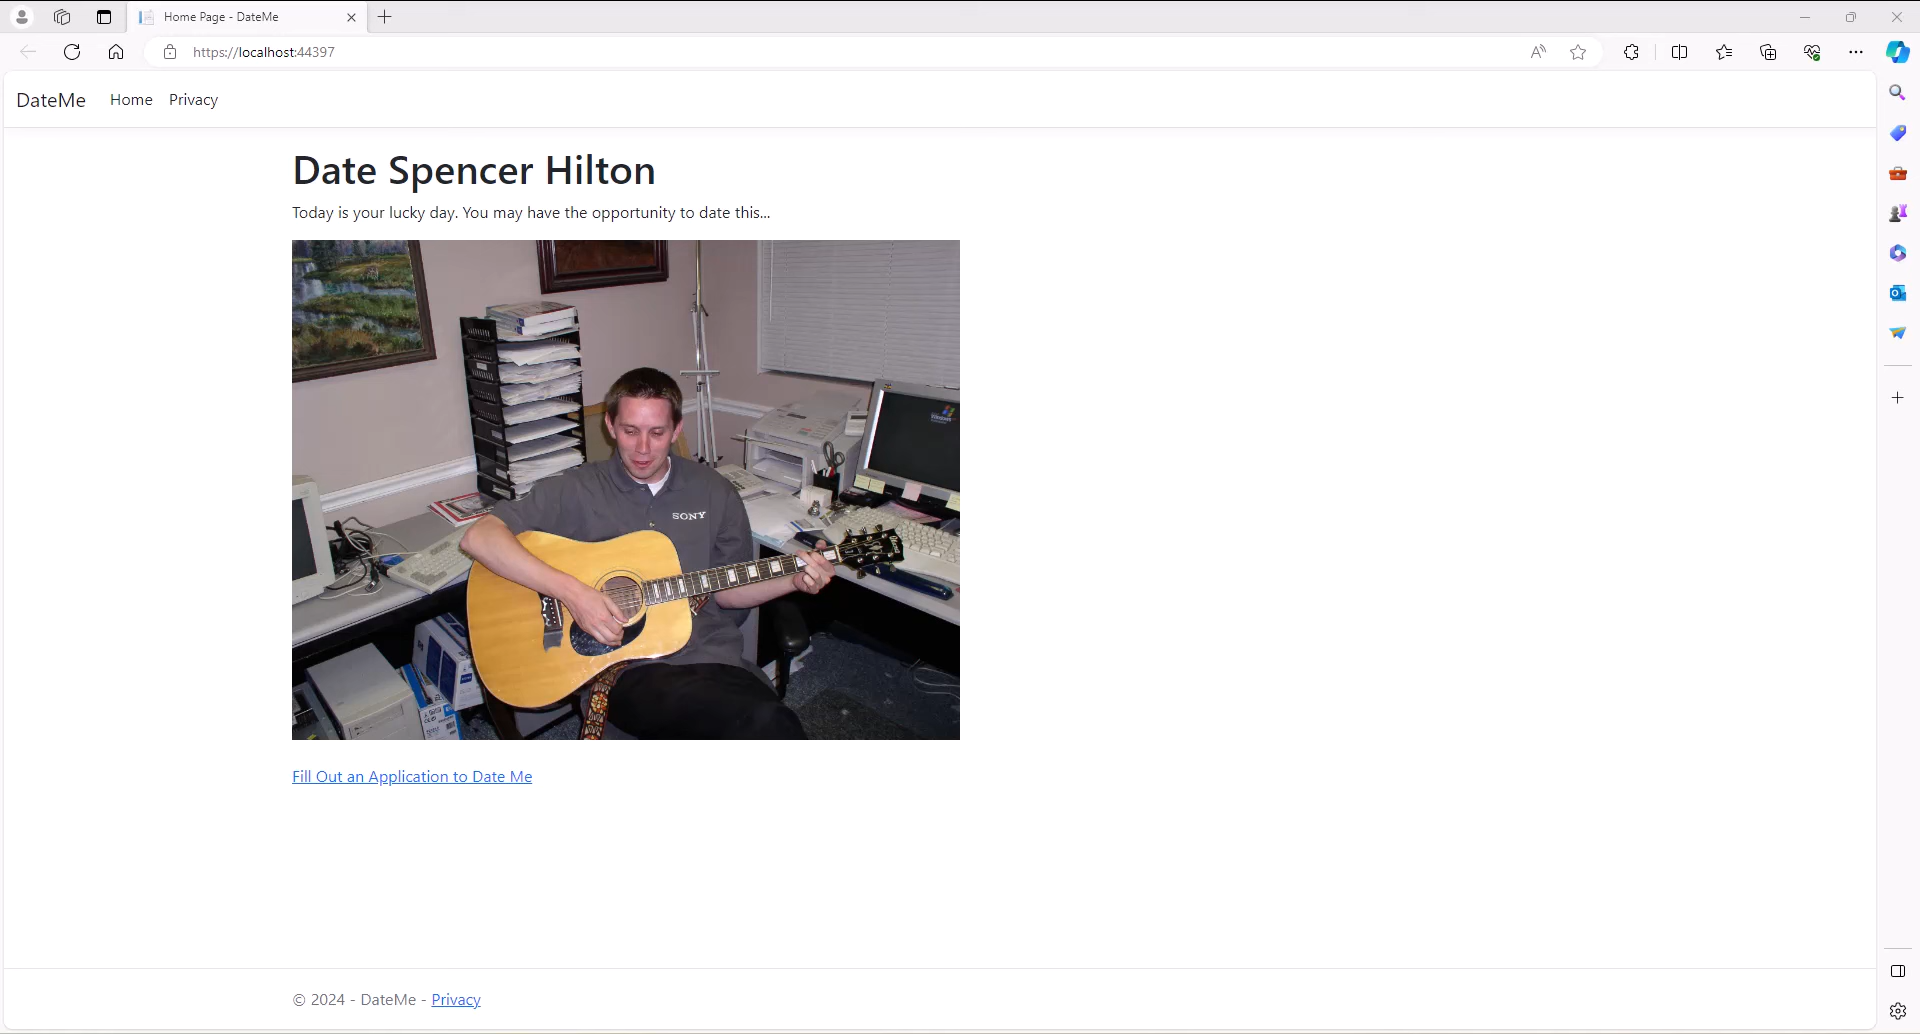 Home Page - DateMe
https://localhost:44397
DateMe Home Privacy
Date Spencer Hilton
Today is your lucky day. You may have the opportunity to date this...
SONY
Fill Out an Application to Date Me
© 2024 - DateMe - Privacy